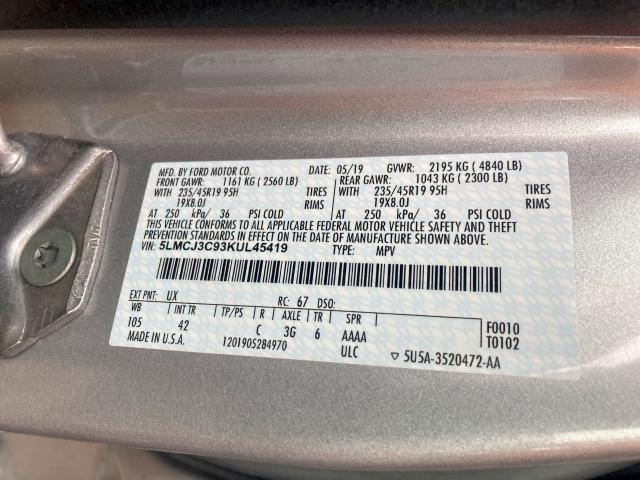 MFD. BY FORD MOTOR CO. DATE: 05/19 GVWR: 2195 KG ( 4840 LB)
FRONT GAWR: 1161 KG ( 2560 LB) REAR GAWR: 1043 KG ( 2300 LB)
WITH 235/45R19 95H TIRES WITH 235/45R19 95H TIRES
19X8.0J RIMS 19X8.0J RIMS
AT 250 kPa/ 36 PSI COLD AT 250 kPa/ 36 PSI COLD
THIS VEHICLE CONFORMS TO ALL APPLICABLE FEDERAL MOTOR VEHICLE SAFETY AND THEFT
PREVENTION STANDARDS IN EFFECT ON THE DATE OF MANUFACTURE SHOWN ABOVE.
VIN: 5LMCJ3C93KUL45419 TYPE: MPV
EXT PNT: UX RC: 67 DSO:
WB INT TR TP/PS R AXLE TR SPR F0010
105 42 C 3G 6 AAAA T0102
MADE IN U.S.A. 1201905284970 ULC ▽ 5U5A-3520472-AA